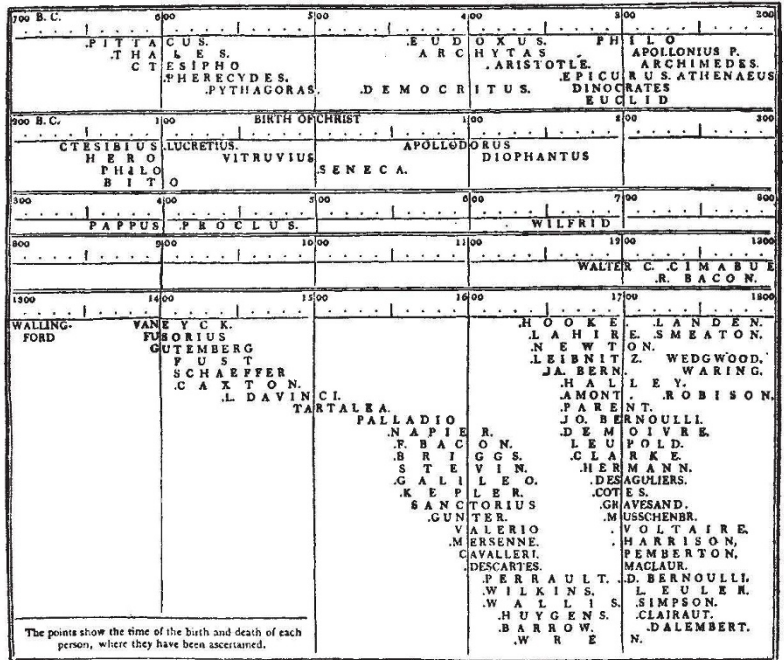 700 B.C. 600 500 400 300 200
.PITTACUS. .EUDOXUS. PHILO
.THALES. ARCHYTAS APOLLONIUS P.
CTESIPHO .ARISTOTLE. ARCHIMEDES.
.PHERECYDES. .EPICURUS. ATHENAEUS
.PYTHAGORAS. .DEMOCRITUS. DINOCRATES
EUCLID
200 B.C. 100 BIRTH OF CHRIST 100 200 300
CTESIBIUS .LUCRETIUS. APOLLODORUS
HERO VITRUVIUS DIOPHANTUS
PHILO .SENECA.
BITO
300 400 500 600 700 800
PAPPUS .PROCLUS. WILFRID
800 900 1000 1100 1200 1300
WALTER C. .CIMABUE
.R. BACON.
1300 1400 1500 1600 1700 1800
WALLING- VANEYCK. .HOOKE. .LANDEN.
FORD FUSORIUS .LAHIRE. SMEATON.
GUTEMBERG .NEWTON.
FUST .LEIBNITZ. WEDGWOOD.
SCHAEFFER .JA. BERN. WARING.
.CAXTON. .HALLEY.
.L. DAVINCI. AMONT. .ROBISON.
TARTALEA. .PARENT.
PALLADIO .JO. BERNOULLI.
.NAPIER. .DEMOIVRE.
.F. BACON. LEUPOLD.
.BRIGGS. .CLARKE.
STEVIN. .HERMANN.
.GALILEO. .DESAGULIERS.
.KEPLER. .COTES.
SANCTORIUS .GRAVESAND.
.GUNTER. .MUSSCHENBR.
VALERIO .VOLTAIRE.
.MERSENNE. .HARRISON.
CAVALLERI. PEMBERTON.
.DESCARTES. MACLAUR.
.PERRAULT. .D. BERNOULLI.
.WILKINS. L. EULER.
.WALLIS. .SIMPSON.
.HUYGENS. .CLAIRAUT.
.BARROW. .DALEMBERT.
.WREN.
The points show the time of the birth and death of each
person, where they have been ascertained.